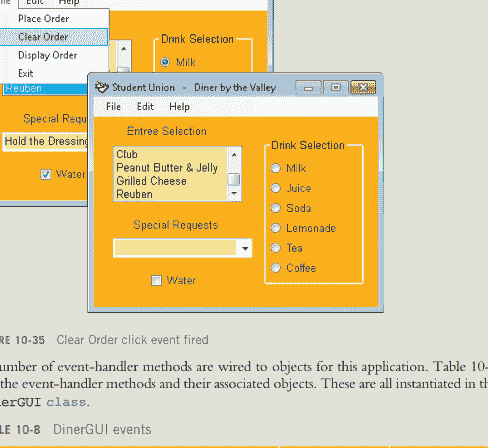 File Edit Help
Place Order
Clear Order
Display Order
Exit
Drink Selection
Milk
Reuben
Special Requ
Hold the Dressing
Water
Student Union - Diner by the Valley
File Edit Help
Entree Selection
Club
Peanut Butter & Jelly
Grilled Cheese
Reuben
Special Requests
Water
Drink Selection
Milk
Juice
Soda
Lemonade
Tea
Coffee
RE 10-35 Clear Order click event fired
umber of event-handler methods are wired to objects for this application. Table 10-
the event-handler methods and their associated objects. These are all instantiated in the
nerGUI class.
LE 10-8 DinerGUI events